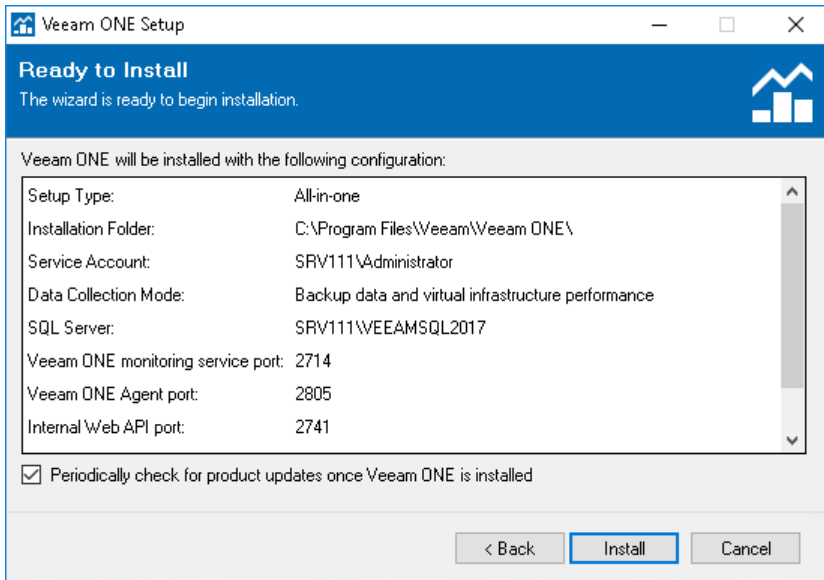 Veeam ONE Setup
Ready to Install
The wizard is ready to begin installation.
Veeam ONE will be installed with the following configuration:
Setup Type: All-in-one
Installation Folder: C:\Program Files\Veeam\Veeam ONE\
Service Account: SRV111\Administrator
Data Collection Mode: Backup data and virtual infrastructure performance
SQL Server: SRV111\VEEAMSQL2017
Veeam ONE monitoring service port: 2714
Veeam ONE Agent port: 2805
Internal Web API port: 2741
Periodically check for product updates once Veeam ONE is installed
< Back Install Cancel